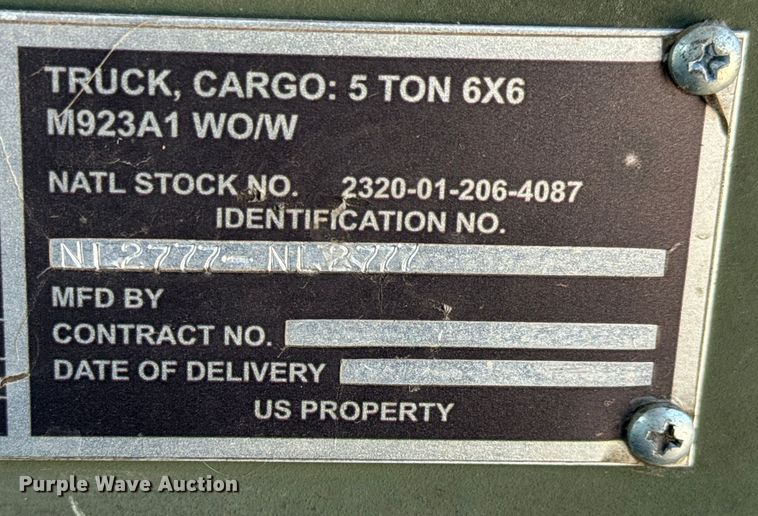 TRUCK, CARGO: 5 TON 6X6
M923A1 WO/W
NATL STOCK NO. 2320-01-206-4087
IDENTIFICATION NO.
NL2777-NL2777
MFD BY
CONTRACT NO.
DATE OF DELIVERY
US PROPERTY
Purple Wave Auction